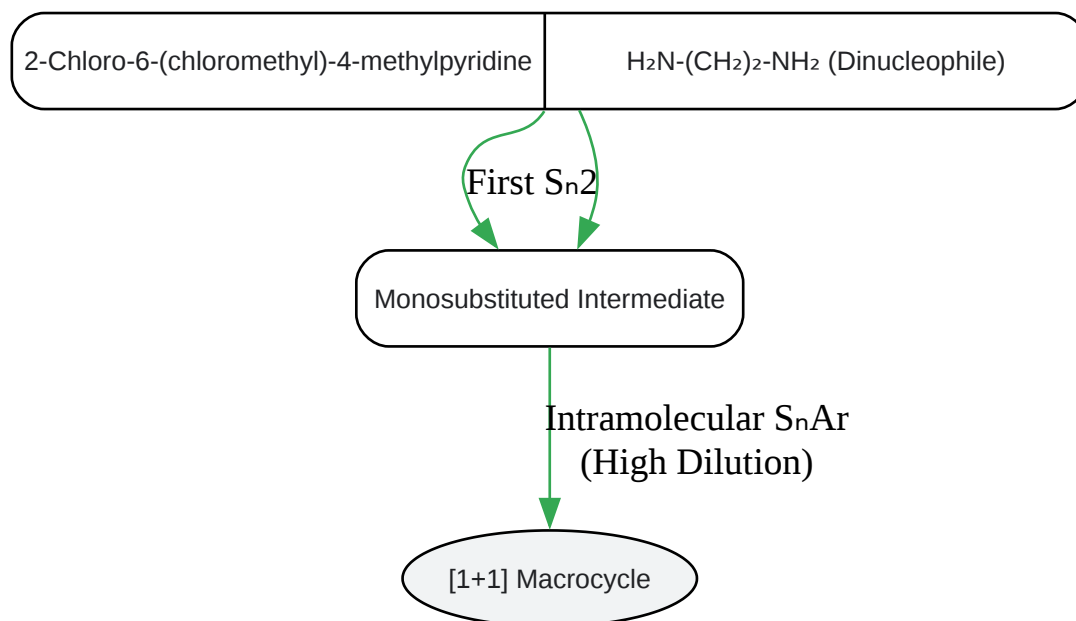 2-Chloro-6-(chloromethyl)-4-methylpyridine
H₂N-(CH₂)₂-NH₂ (Dinucleophile)
First Sₙ2
Monosubstituted Intermediate
Intramolecular SₙAr
(High Dilution)
[1+1] Macrocycle